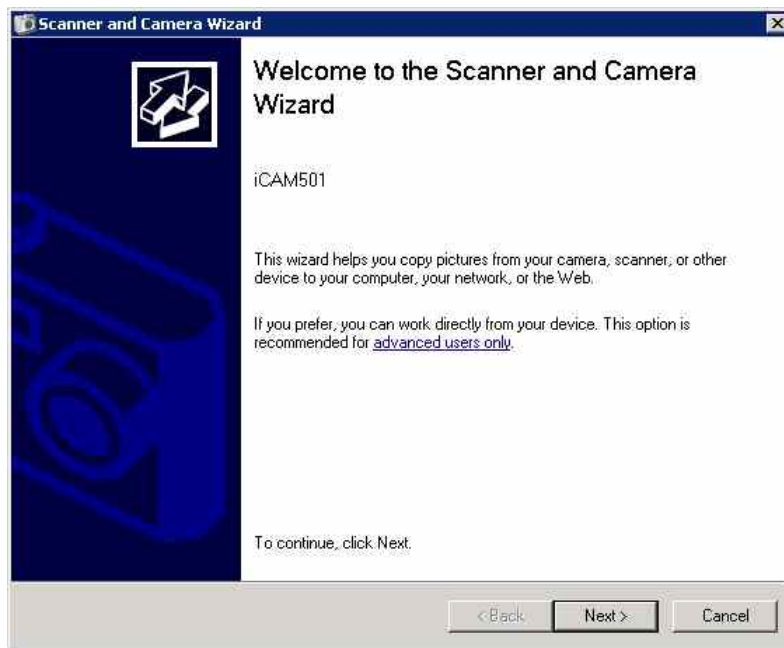 Scanner and Camera Wizard
Welcome to the Scanner and Camera
Wizard
iCAM501
This wizard helps you copy pictures from your camera, scanner, or other
device to your computer, your network, or the Web.
If you prefer, you can work directly from your device. This option is
recommended for advanced users only.
To continue, click Next.
< Back
Next >
Cancel